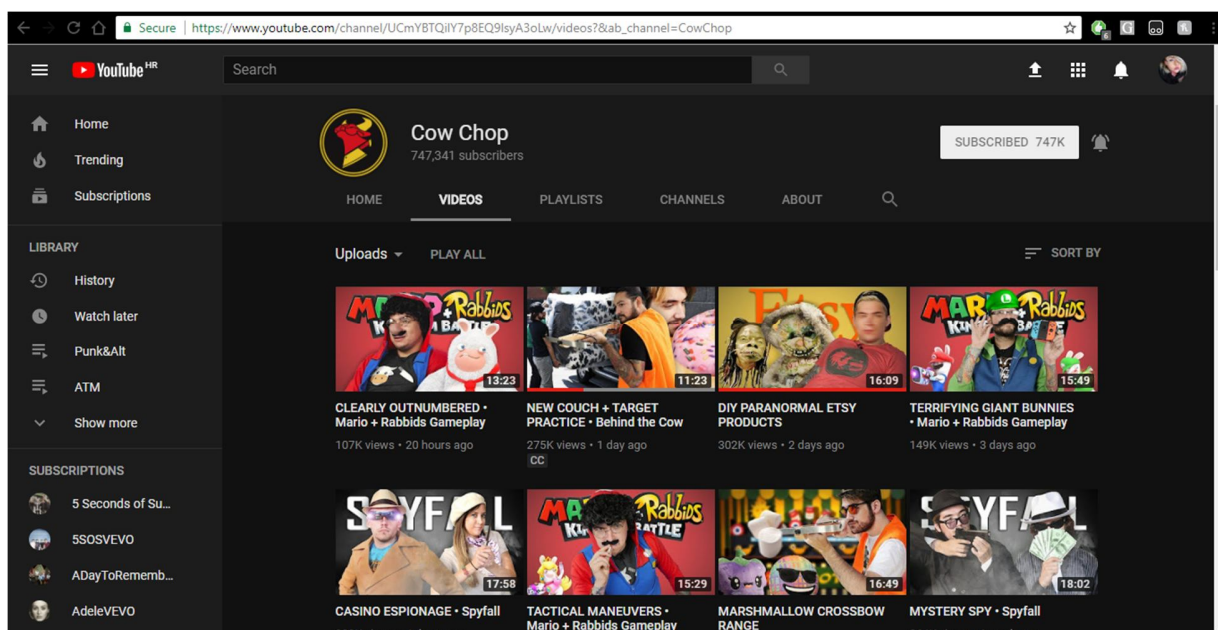 Secure | https://www.youtube.com/channel/UCmYBTQilY7p8EQ9lsyA3oLw/videos?&ab_channel=CowChop
YouTube HR
Search
Home
Trending
Subscriptions
LIBRARY
History
Watch later
Punk&Alt
ATM
Show more
SUBSCRIPTIONS
5 Seconds of Su...
5SOSVEVO
ADayToRememb...
AdeleVEVO
Cow Chop
747,341 subscribers
SUBSCRIBED 747K
HOME VIDEOS PLAYLISTS CHANNELS ABOUT
Uploads PLAY ALL SORT BY
13:23
11:23
Etsy
16:09
15:49
CLEARLY OUTNUMBERED •
Mario + Rabbids Gameplay
107K views • 20 hours ago
NEW COUCH + TARGET
PRACTICE • Behind the Cow
275K views • 1 day ago
CC
DIY PARANORMAL ETSY
PRODUCTS
302K views • 2 days ago
TERRIFYING GIANT BUNNIES
• Mario + Rabbids Gameplay
149K views • 3 days ago
17:58
15:29
16:49
18:02
CASINO ESPIONAGE • Spyfall
TACTICAL MANEUVERS •
Mario + Rabbids Gameplay
MARSHMALLOW CROSSBOW
RANGE
MYSTERY SPY • Spyfall